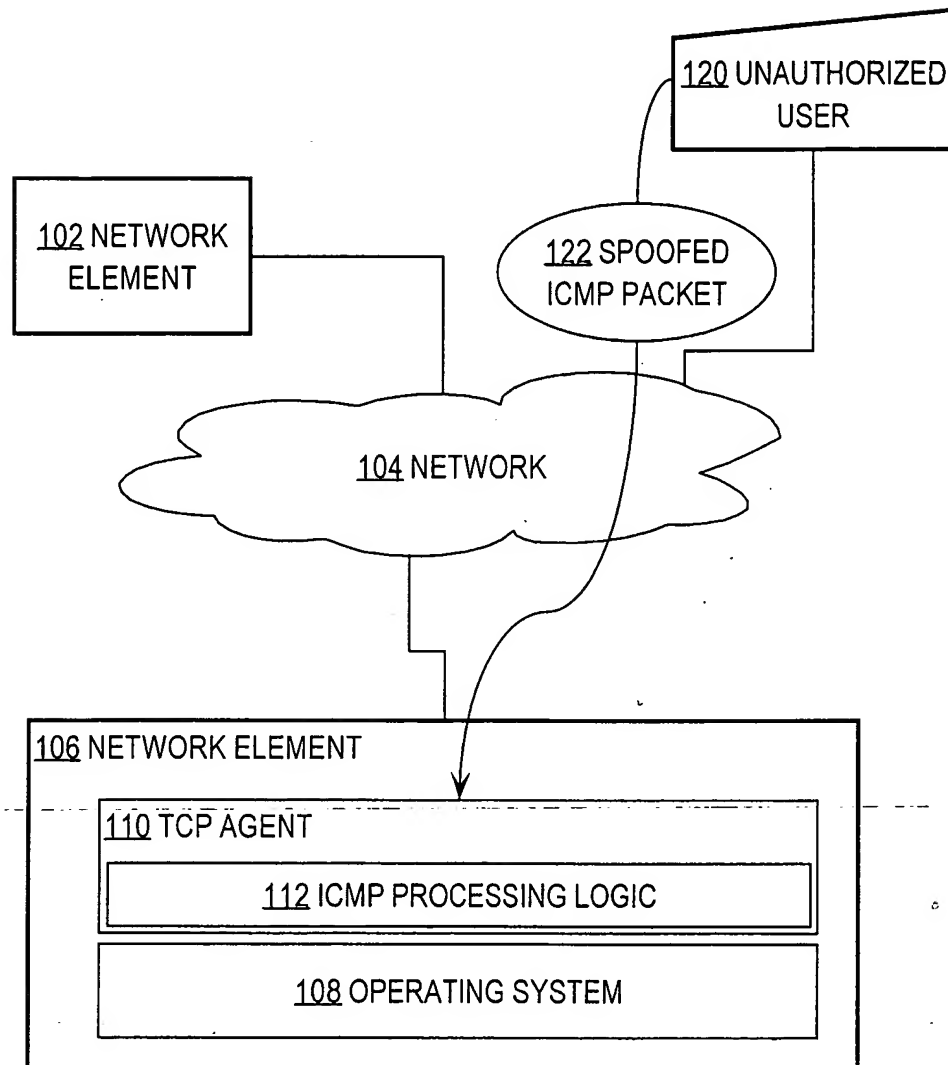 120 UNAUTHORIZED
USER
102 NETWORK
ELEMENT
122 SPOOFED
ICMP PACKET
104 NETWORK
106 NETWORK ELEMENT
110 TCP AGENT
112 ICMP PROCESSING LOGIC
108 OPERATING SYSTEM